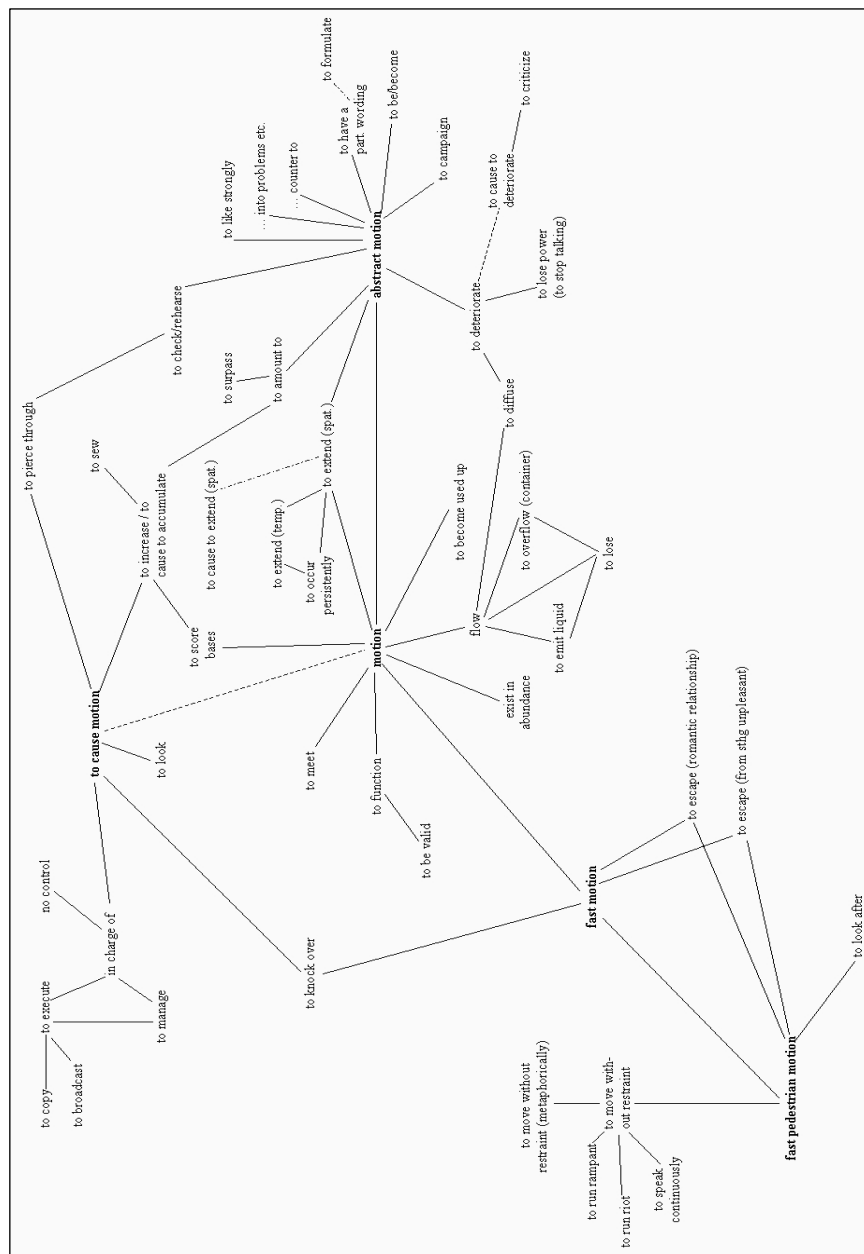 to pierce through
to copy
to execute
no control
to broadcast
to cause motion
to sew
in charge of
to increase / to
cause to accumulate
to manage
to look
to check/rehearse
to score
bases
to cause to extend (spat.)
to surpass
to like strongly
... into problems etc.
to extend (temp.)
to amount to
... counter to
to knock over
to meet
to occur
persistently
to extend (spat.)
to formulate
to have a
part. wording
to function
motion
abstract motion
to be/become
to be valid
to become used up
to campaign
flow
to deteriorate
exist in
abundance
to diffuse
to cause to
deteriorate
to criticize
to move without
restraint (metaphorically)
to overflow (container)
to lose power
(to stop talking)
to emit liquid
fast motion
to run rampant
to move with-
out restraint
to lose
to run riot
to speak
continuously
to escape (romantic relationship)
to escape (from sthg unpleasant)
fast pedestrian motion
to look after